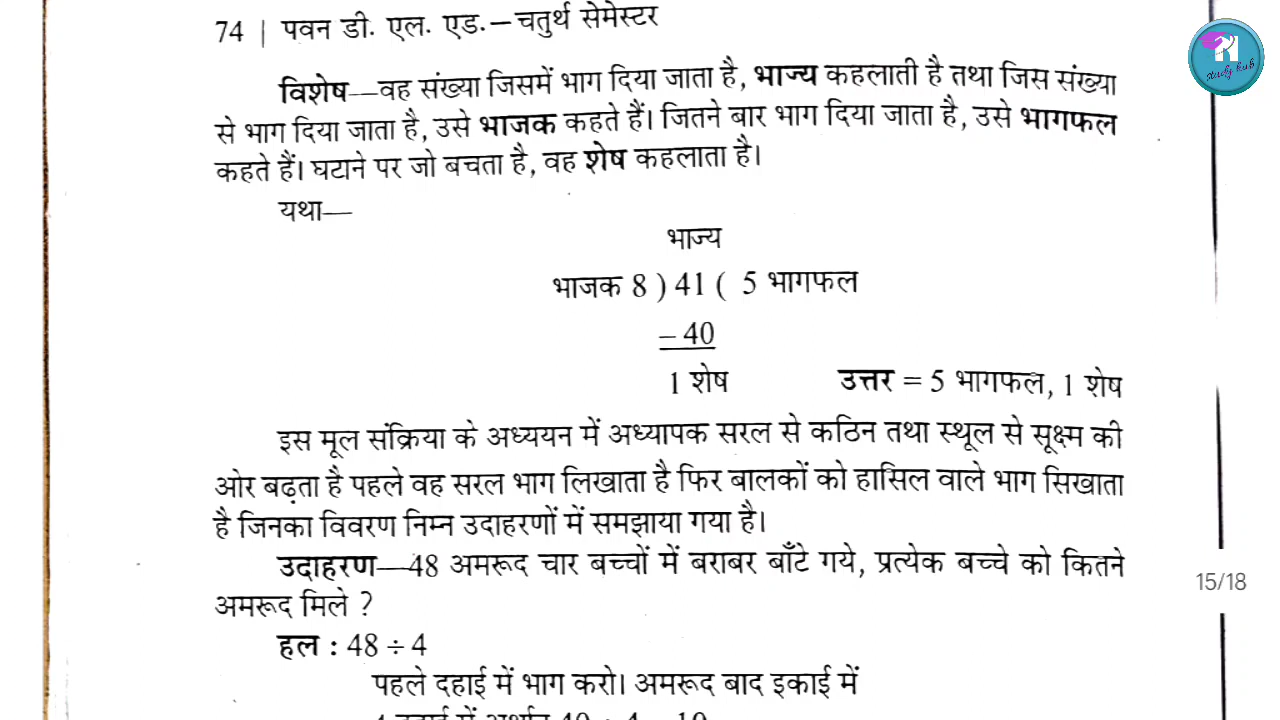 74 | पवन डी. एल. एड.–चतुर्थ सेमेस्टर
study hub
विशेष—वह संख्या जिसमें भाग दिया जाता है, भाज्य कहलाती है तथा जिस संख्या
से भाग दिया जाता है, उसे भाजक कहते हैं। जितने बार भाग दिया जाता है, उसे भागफल
कहते हैं। घटाने पर जो बचता है, वह शेष कहलाता है।
यथा—
भाज्य
भाजक 8 ) 41 ( 5 भागफल
– 40
1 शेष उत्तर = 5 भागफल, 1 शेष
इस मूल संक्रिया के अध्ययन में अध्यापक सरल से कठिन तथा स्थूल से सूक्ष्म की
ओर बढ़ता है पहले वह सरल भाग लिखाता है फिर बालकों को हासिल वाले भाग सिखाता
है जिनका विवरण निम्न उदाहरणों में समझाया गया है।
उदाहरण—48 अमरूद चार बच्चों में बराबर बाँटे गये, प्रत्येक बच्चे को कितने
अमरूद मिले ?
15/18
हल : 48 ÷ 4
पहले दहाई में भाग करो। अमरूद बाद इकाई में